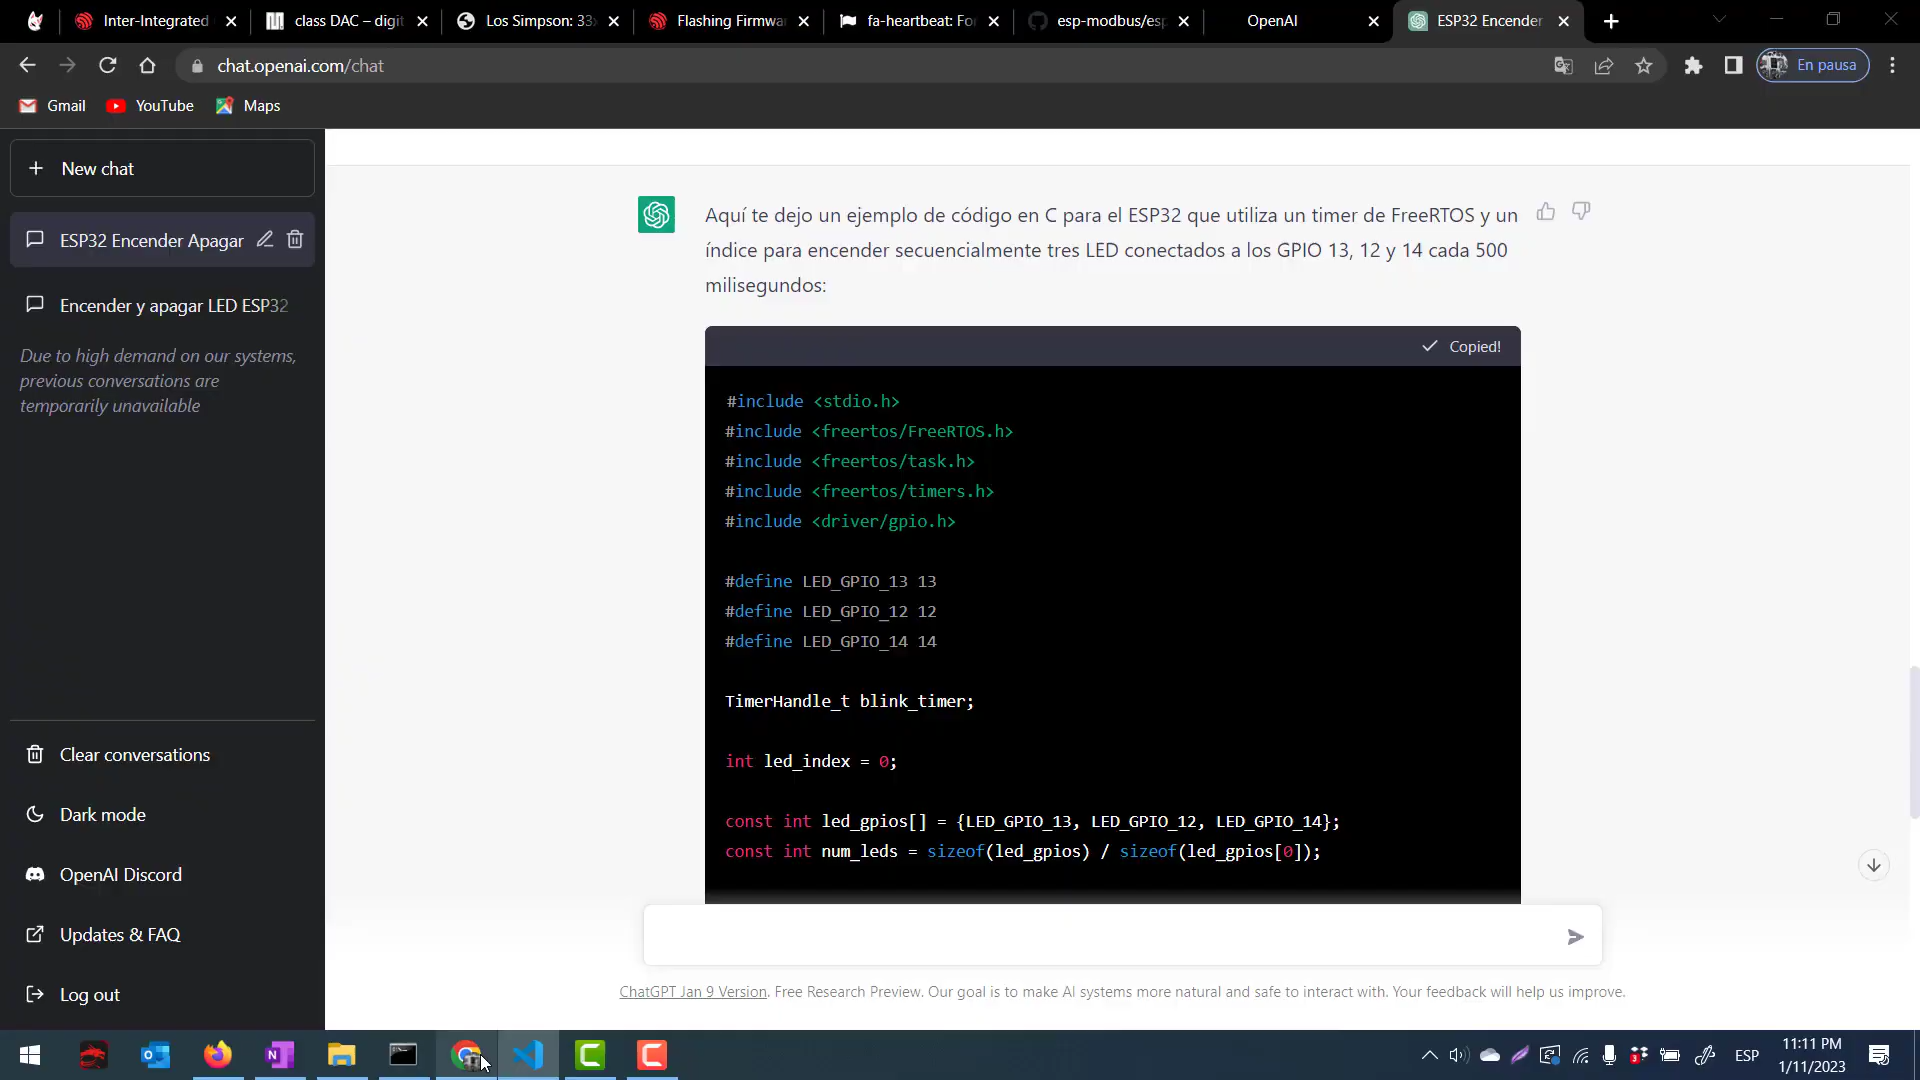 Inter-Integrated
class DAC – digit
Los Simpson: 33x
Flashing Firmwa
fa-heartbeat: For
esp-modbus/esp
OpenAI
ESP32 Encender
chat.openai.com/chat
En pausa
Gmail
YouTube
Maps
New chat
ESP32 Encender Apagar
Encender y apagar LED ESP32
Due to high demand on our systems,
previous conversations are
temporarily unavailable
Clear conversations
Dark mode
OpenAI Discord
Updates & FAQ
Log out
Aquí te dejo un ejemplo de código en C para el ESP32 que utiliza un timer de FreeRTOS y un
índice para encender secuencialmente tres LED conectados a los GPIO 13, 12 y 14 cada 500
milisegundos:
Copied!
#include <stdio.h>
#include <freertos/FreeRTOS.h>
#include <freertos/task.h>
#include <freertos/timers.h>
#include <driver/gpio.h>
#define LED_GPIO_13 13
#define LED_GPIO_12 12
#define LED_GPIO_14 14
TimerHandle_t blink_timer;
int led_index = 0;
const int led_gpios[] = {LED_GPIO_13, LED_GPIO_12, LED_GPIO_14};
const int num_leds = sizeof(led_gpios) / sizeof(led_gpios[0]);
ChatGPT Jan 9 Version. Free Research Preview. Our goal is to make AI systems more natural and safe to interact with. Your feedback will help us improve.
ESP
11:11 PM
1/11/2023